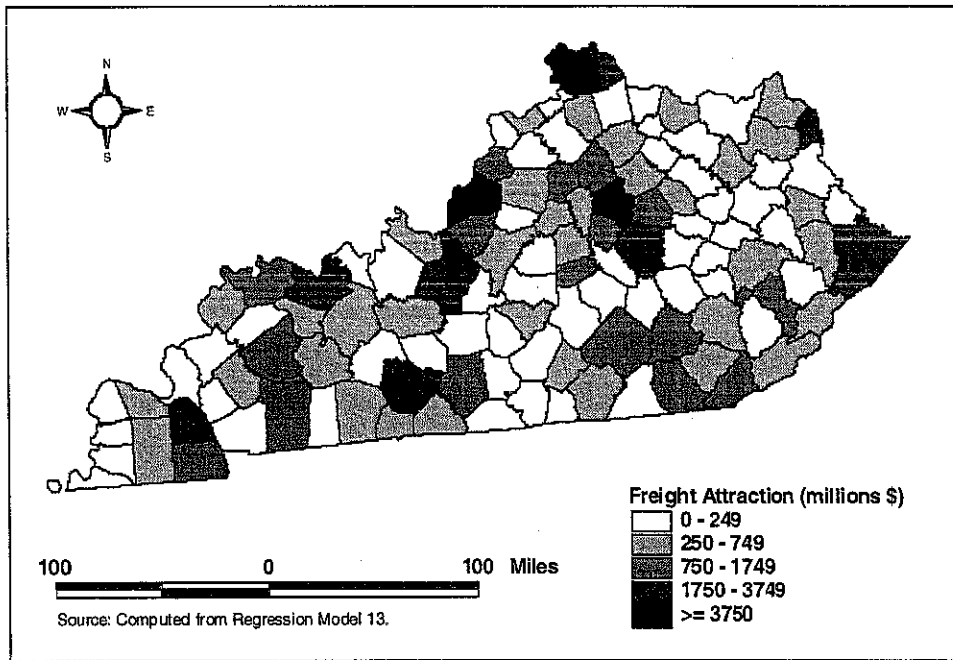 N
W E
S
Freight Attraction (millions $)
0 - 249
250 - 749
750 - 1749
1750 - 3749
>= 3750
100 0 100 Miles
Source: Computed from Regression Model 13.